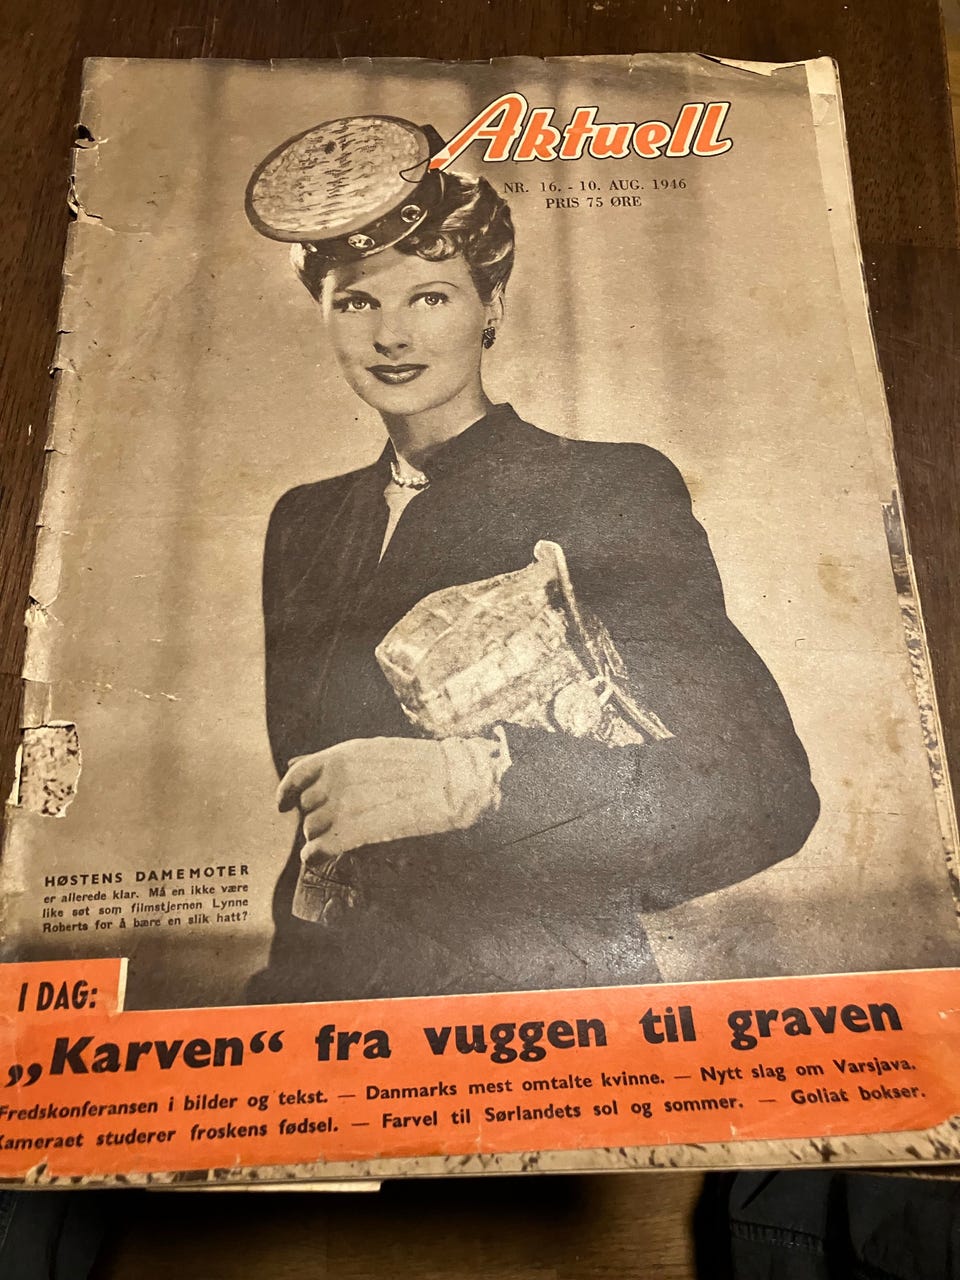 Aktuell
NR. 16. - 10. AUG. 1946
PRIS 75 ØRE
HØSTENS DAMEMOTER
er allerede klar. Må en ikke være
like søt som filmstjernen Lynne
Roberts for å bære en slik hatt?
I DAG:
„Karven“ fra vuggen til graven
Fredskonferansen i bilder og tekst. — Danmarks mest omtalte kvinne. — Nytt slag om Varsjava.
Kameraet studerer froskens fødsel. — Farvel til Sørlandets sol og sommer. — Goliat bokser.